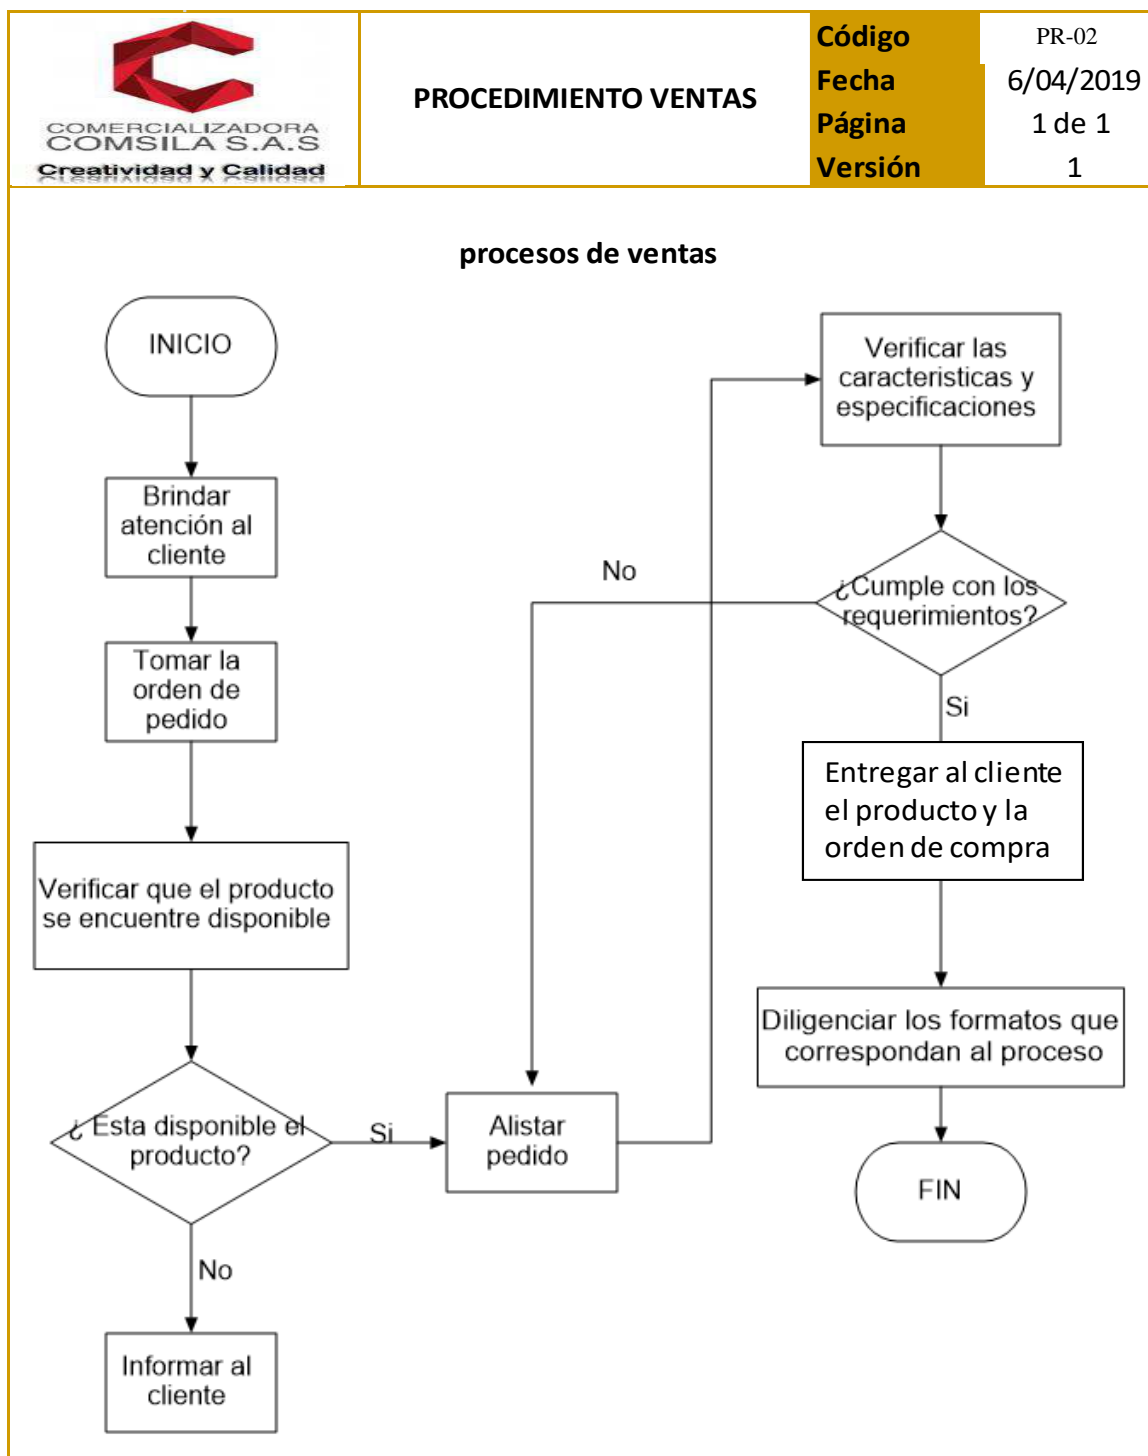 COMERCIALIZADORA
COMSILA S.A.S
Creatividad y Calidad
PROCEDIMIENTO VENTAS
Código PR-02
Fecha 6/04/2019
Página 1 de 1
Versión 1
procesos de ventas
INICIO
Brindar
atención al
cliente
Tomar la
orden de
pedido
Verificar que el producto
se encuentre disponible
¿ Esta disponible el
producto?
Si
No
Informar al
cliente
Alistar
pedido
Verificar las
caracteristicas y
especificaciones
¿Cumple con los
requerimientos?
No
Si
Entregar al cliente
el producto y la
orden de compra
Diligenciar los formatos que
correspondan al proceso
FIN